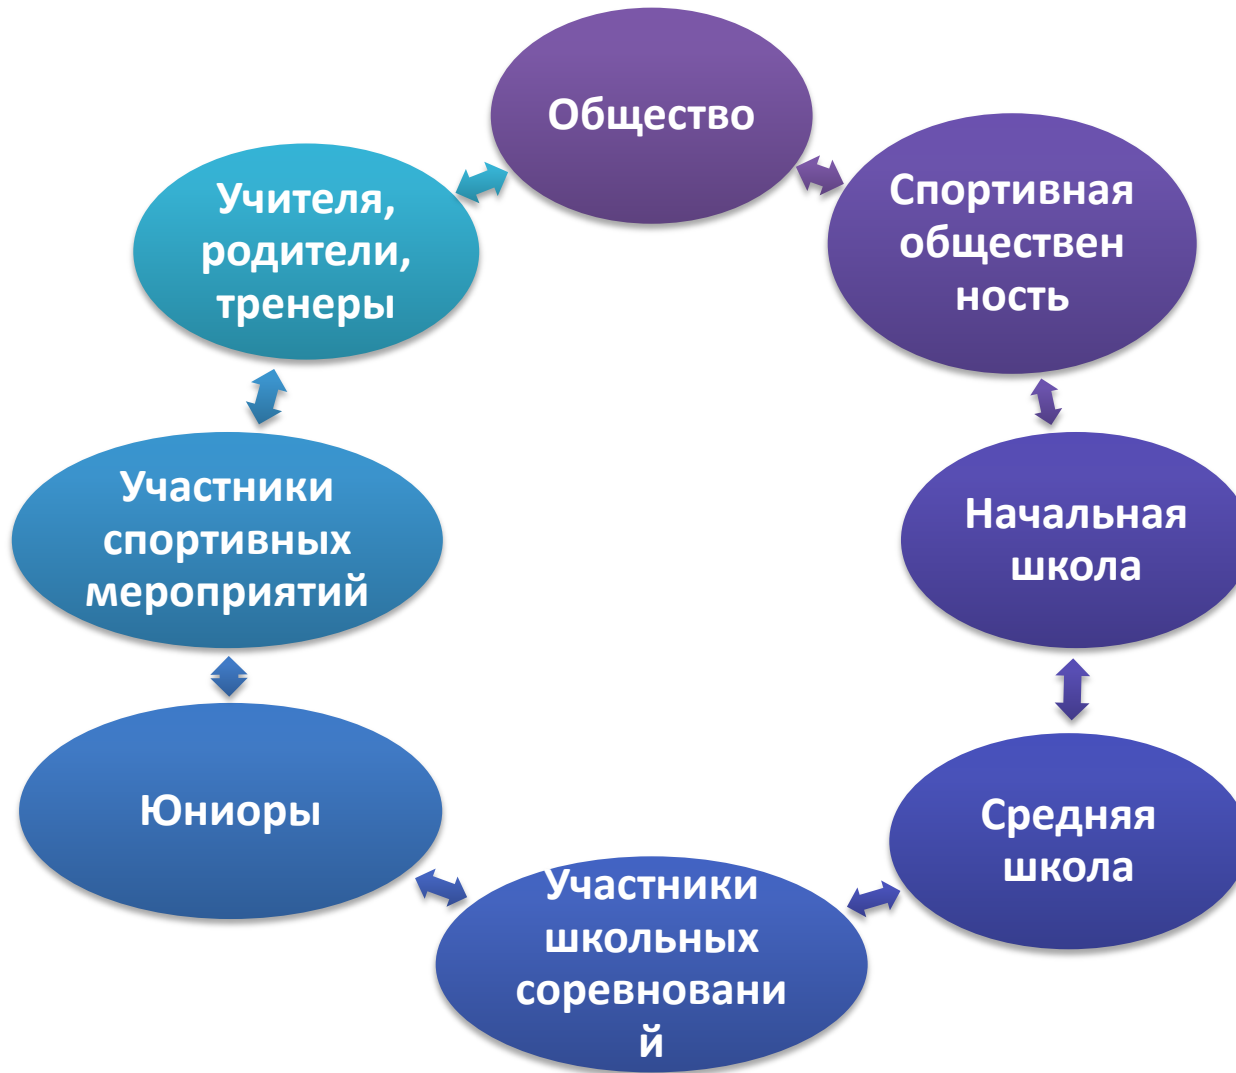 Общество
Спортивная
обществен
ность
Начальная
школа
Средняя
школа
Участники
школьных
соревновани
й
Юниоры
Участники
спортивных
мероприятий
Учителя,
родители,
тренеры